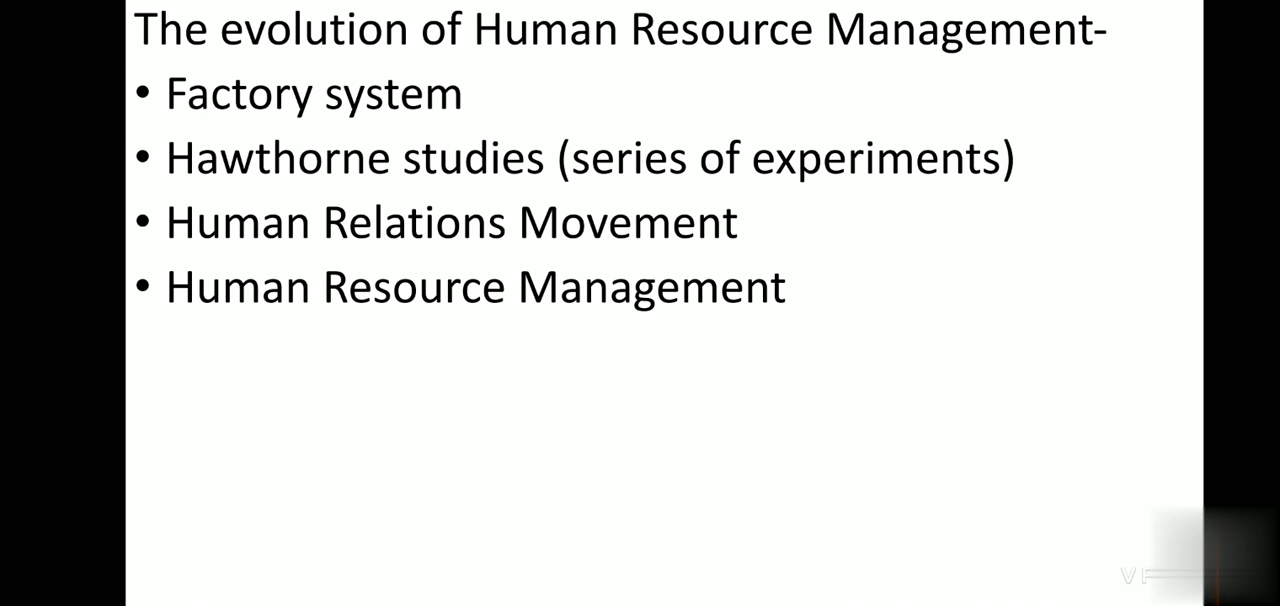 The evolution of Human Resource Management-
• Factory system
• Hawthorne studies (series of experiments)
• Human Relations Movement
• Human Resource Management